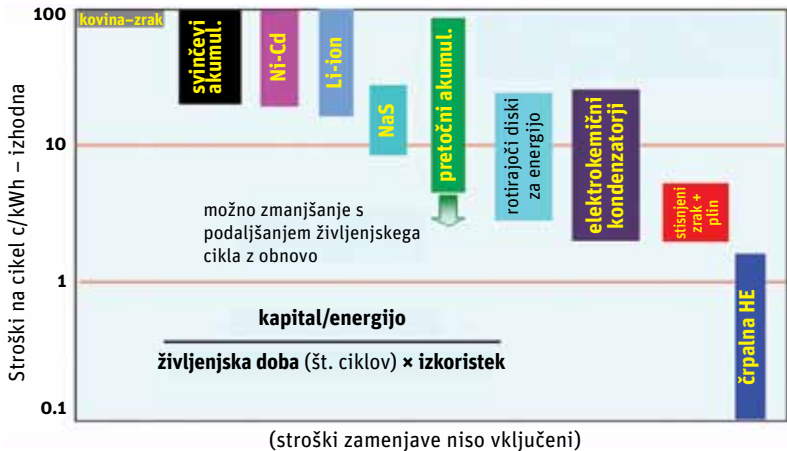 Stroški na cikel c/kWh – izhodna
100
10
1
0.1
kovina–zrak
svinčevi
akumul.
Ni-Cd
Li-ion
NaS
pretočni akumul.
rotirajoči diski
za energijo
elektrokemični
kondenzatorji
stisnjeni
zrak +
plin
črpalna HE
možno zmanjšanje s
podaljšanjem življenjskega
cikla z obnovo
kapital/energijo
življenjska doba (št. ciklov) × izkoristek
(stroški zamenjave niso vključeni)